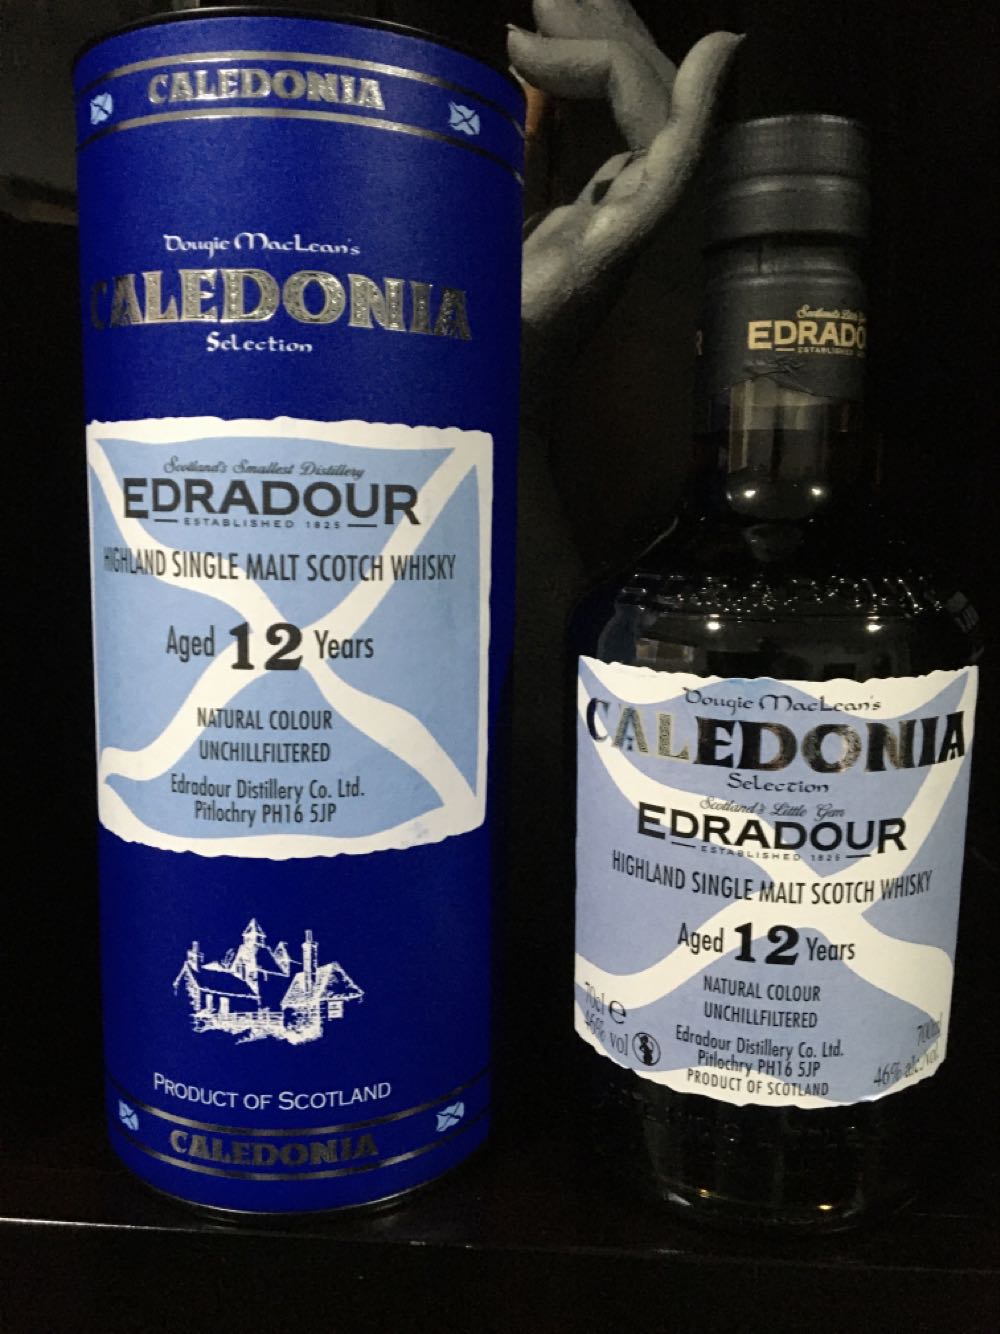 CALEDONIA
Dougie MacLean's
CALEDONIA
Selection
Scotland's Smallest Distillery
EDRADOUR
ESTABLISHED 1825
HIGHLAND SINGLE MALT SCOTCH WHISKY
Aged 12 Years
NATURAL COLOUR
UNCHILLFILTERED
Edradour Distillery Co. Ltd.
Pitlochry PH16 5JP
PRODUCT OF SCOTLAND
CALEDONIA
EDRADO
ESTABLISHED
Dougie MacLean's
CALEDONIA
Selection
Scotland's Little Gem
EDRADOUR
ESTABLISHED 1825
HIGHLAND SINGLE MALT SCOTCH WHISKY
Aged 12 Years
NATURAL COLOUR
UNCHILLFILTERED
70cl e
46% vol
Edradour Distillery Co. Ltd.
Pitlochry PH16 5JP
PRODUCT OF SCOTLAND
700ml
46% alc/vol